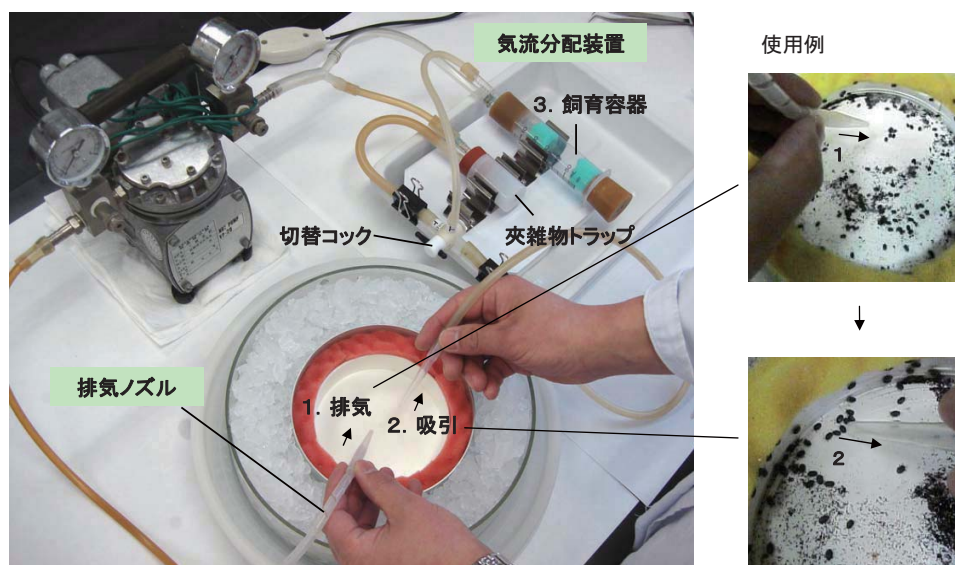 気流分配装置
使用例
3. 飼育容器
1
切替コック
夾雑物トラップ
排気ノズル
1. 排気
2. 吸引
2